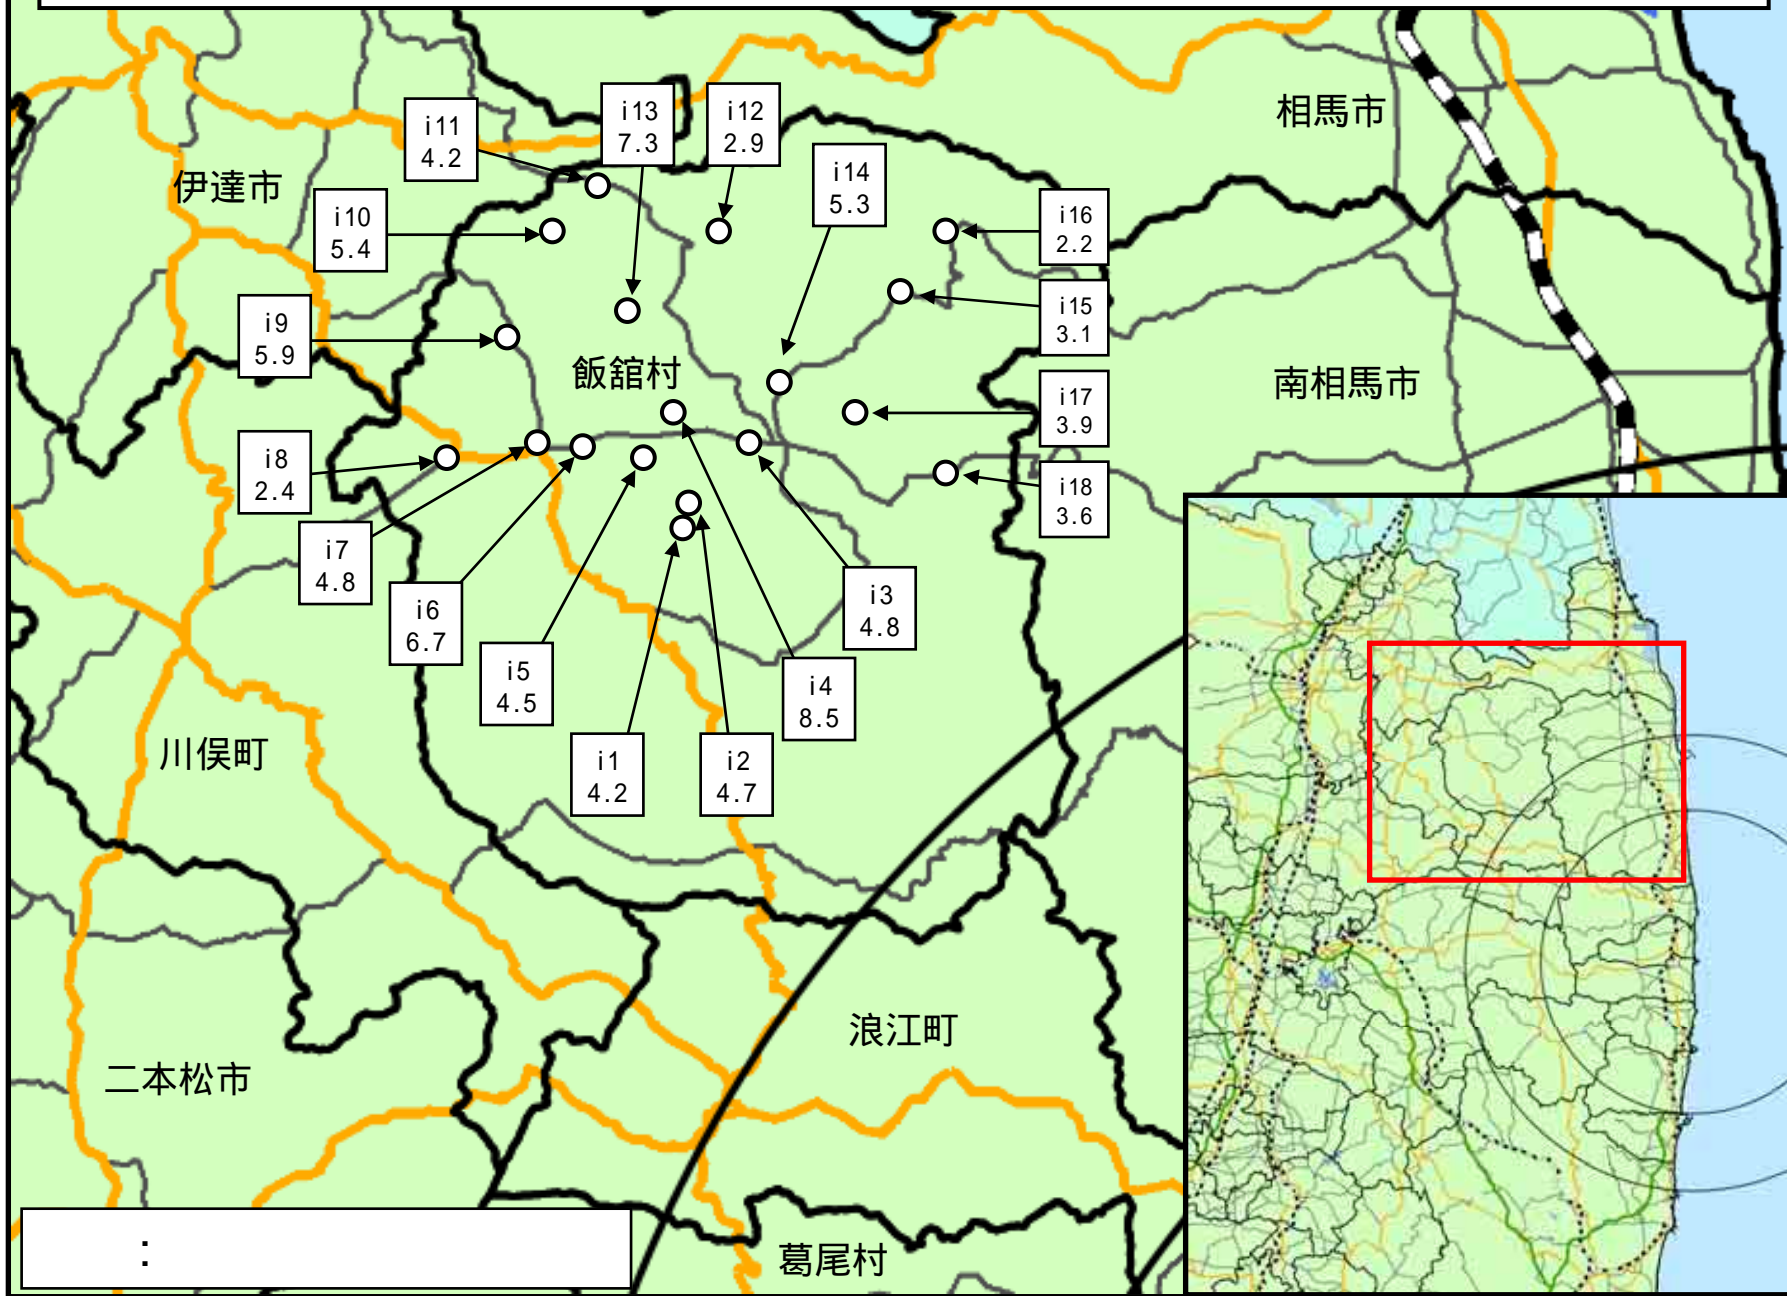 相馬市
i13
7.3
i12
2.9
i11
4.2
i14
5.3
伊達市
i10
5.4
i16
2.2
i9
5.9
i15
3.1
飯舘村
南相馬市
i17
3.9
i8
2.4
i18
3.6
i7
4.8
i6
6.7
i3
4.8
i5
4.5
i4
8.5
川俣町
i1
4.2
i2
4.7
浪江町
二本松市
:
葛尾村